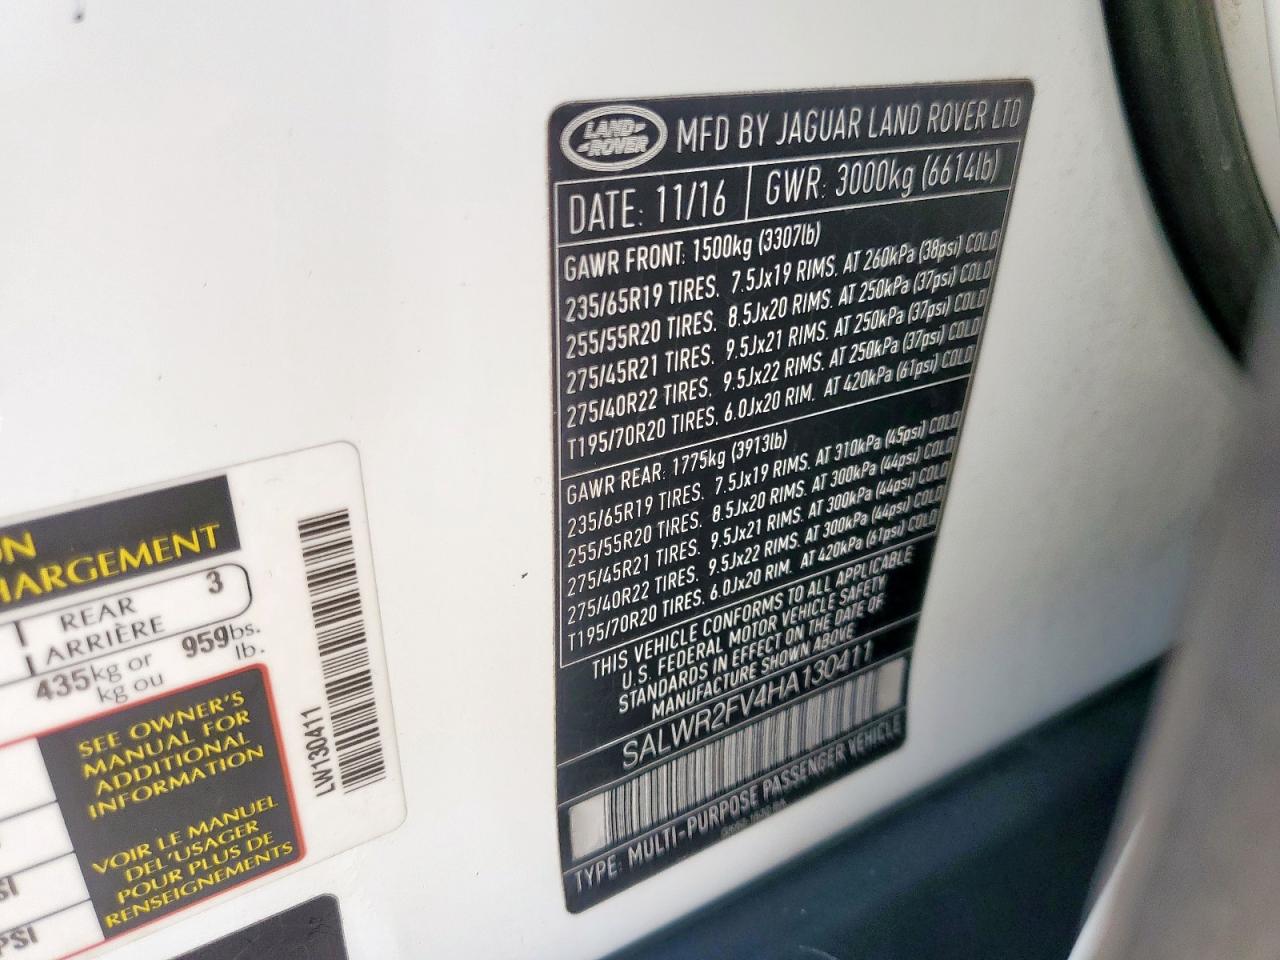 LAND ROVER
MFD BY JAGUAR LAND ROVER LTD
DATE: 11/16 GWR: 3000kg (6614lb)
GAWR FRONT: 1500kg (3307lb)
235/65R19 TIRES. 7.5Jx19 RIMS. AT 260kPa (38psi) COLD
255/55R20 TIRES. 8.5Jx20 RIMS. AT 250kPa (37psi) COLD
275/45R21 TIRES. 9.5Jx21 RIMS. AT 250kPa (37psi) COLD
275/40R22 TIRES. 9.5Jx22 RIMS. AT 250kPa (37psi) COLD
T195/70R20 TIRES. 6.0Jx20 RIM. AT 420kPa (61psi) COLD
GAWR REAR: 1775kg (3913lb)
235/65R19 TIRES. 7.5Jx19 RIMS. AT 310kPa (45psi) COLD
255/55R20 TIRES. 8.5Jx20 RIMS. AT 300kPa (44psi) COLD
275/45R21 TIRES. 9.5Jx21 RIMS. AT 300kPa (44psi) COLD
275/40R22 TIRES. 9.5Jx22 RIMS. AT 300kPa (44psi) COLD
T195/70R20 TIRES. 6.0Jx20 RIM. AT 420kPa (61psi) COLD
THIS VEHICLE CONFORMS TO ALL APPLICABLE
U.S. FEDERAL MOTOR VEHICLE SAFETY
STANDARDS IN EFFECT ON THE DATE OF
MANUFACTURE SHOWN ABOVE
SALWR2FV4HA130411
TYPE: MULTI-PURPOSE PASSENGER VEHICLE
ON
HARGEMENT
REAR 3
ARRIÈRE
435kg or 959lbs.
kg ou lb.
SEE OWNER'S
MANUAL FOR
ADDITIONAL
INFORMATION
VOIR LE MANUEL
DEL'USAGER
POUR PLUS DE
RENSEIGNEMENTS
SI
PSI
LW130411